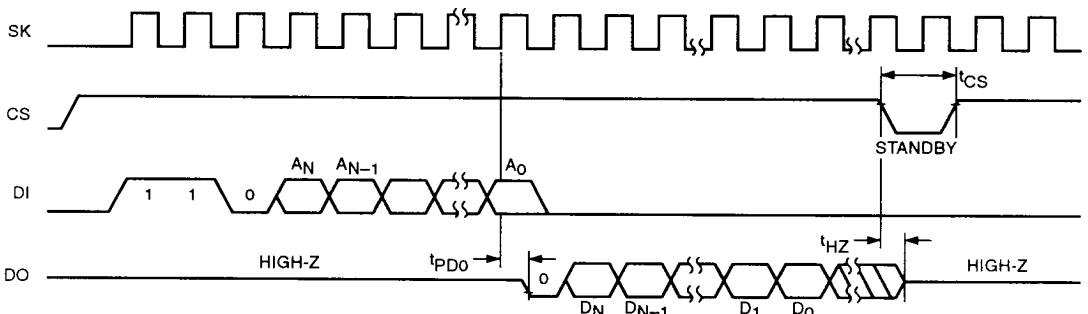 SK
CS
t_CS
STANDBY
DI
1 1 0 A_N A_N–1 A_0
DO
HIGH-Z
t_PD0
0
D_N D_N–1 D_1 D_0
t_HZ
HIGH-Z